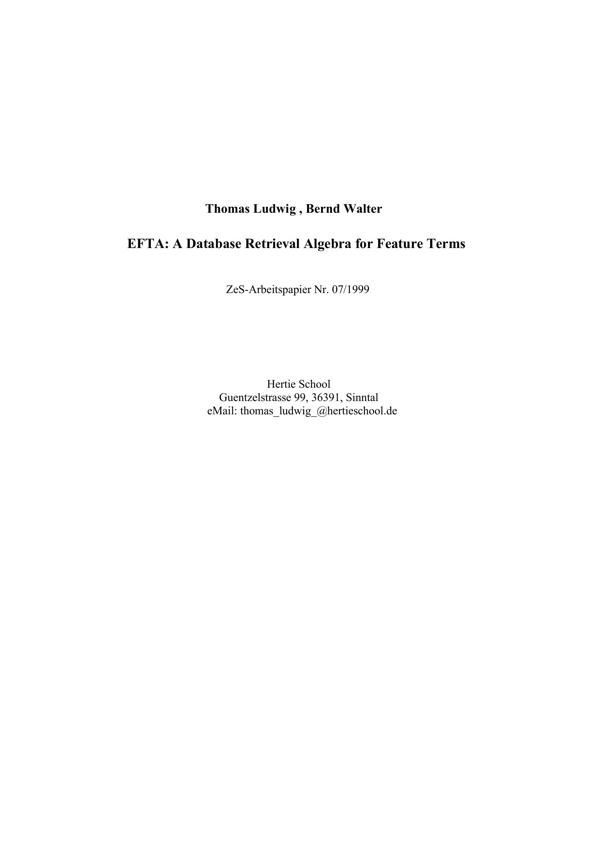 Thomas Ludwig , Bernd Walter
EFTA: A Database Retrieval Algebra for Feature Terms
ZeS-Arbeitspapier Nr. 07/1999
Hertie School
Guentzelstrasse 99, 36391, Sinntal
eMail: thomas_ludwig_@hertieschool.de